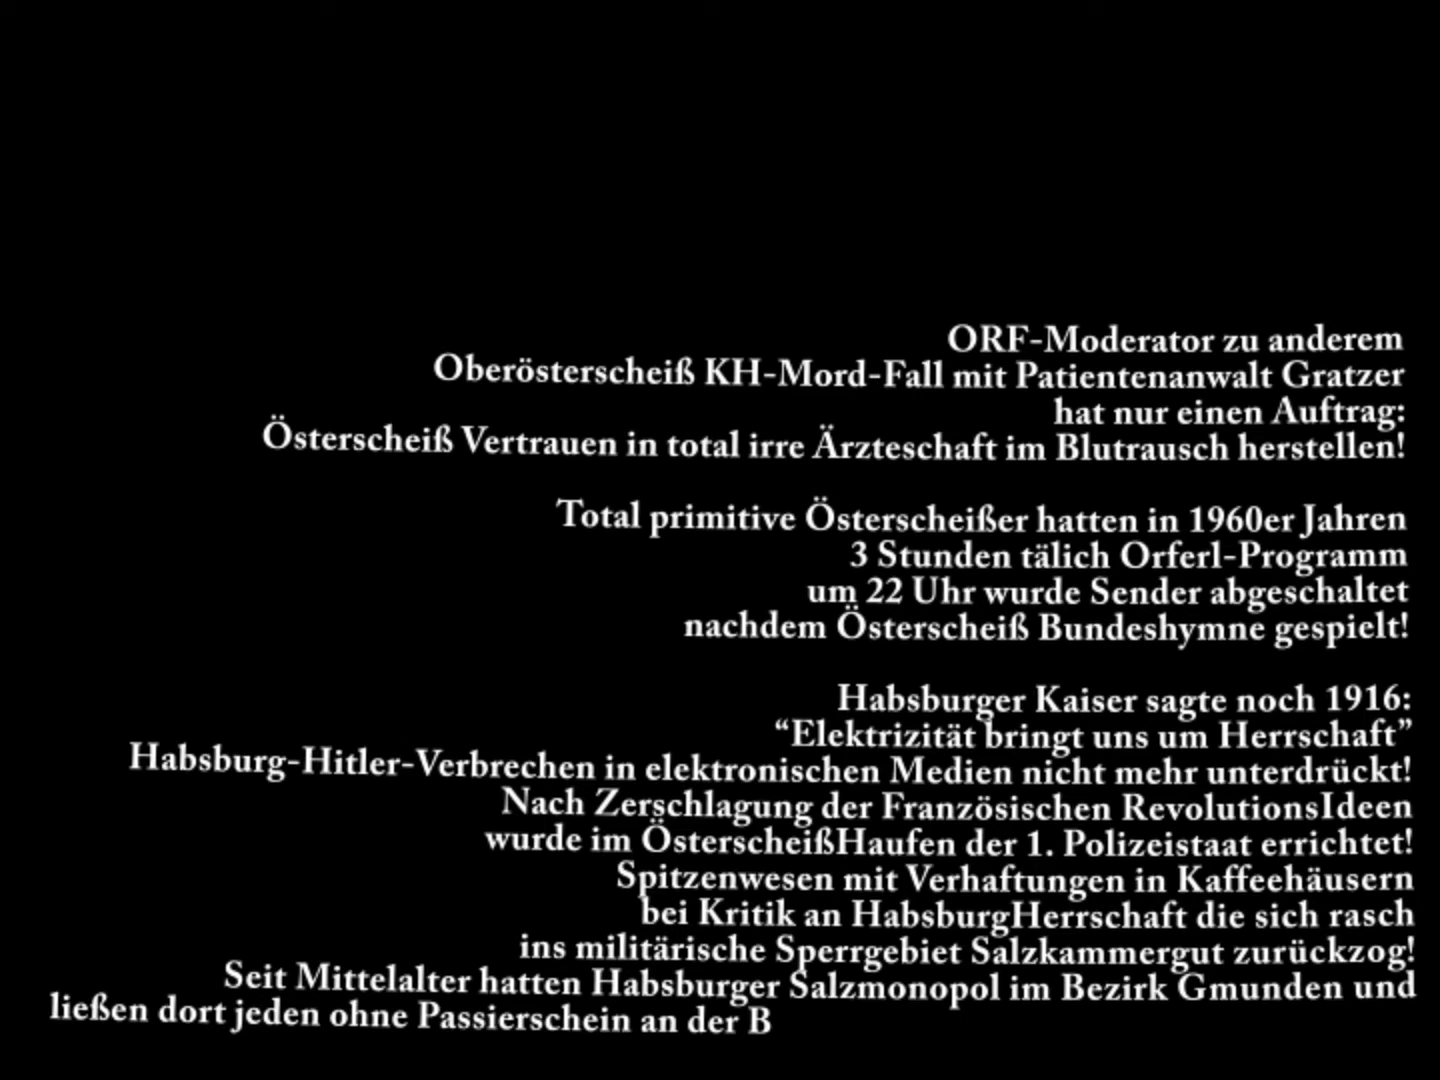 ORF-Moderator zu anderem
Oberösterscheiß KH-Mord-Fall mit Patientenanwalt Gratzer
hat nur einen Auftrag:
Österscheiß Vertrauen in total irre Ärzteschaft im Blutrausch herstellen!
Total primitive Österscheißer hatten in 1960er Jahren
3 Stunden tälich Orferl-Programm
um 22 Uhr wurde Sender abgeschaltet
nachdem Österscheiß Bundeshymne gespielt!
Habsburger Kaiser sagte noch 1916:
“Elektrizität bringt uns um Herrschaft”
Habsburg-Hitler-Verbrechen in elektronischen Medien nicht mehr unterdrückt!
Nach Zerschlagung der Französischen RevolutionsIdeen
wurde im ÖsterscheißHaufen der 1. Polizeistaat errichtet!
Spitzenwesen mit Verhaftungen in Kaffeehäusern
bei Kritik an HabsburgHerrschaft die sich rasch
ins militärische Sperrgebiet Salzkammergut zurückzog!
Seit Mittelalter hatten Habsburger Salzmonopol im Bezirk Gmunden und
ließen dort jeden ohne Passierschein an der B